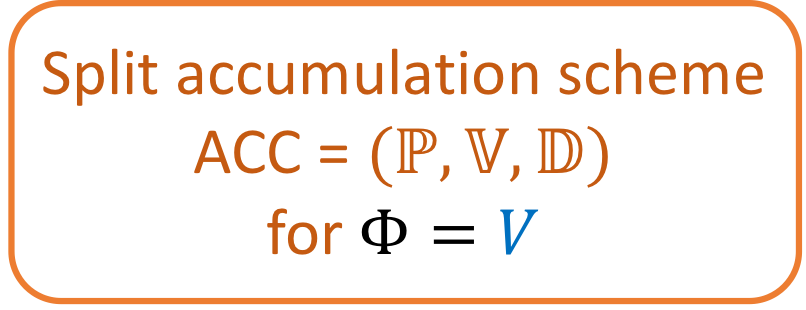 Split accumulation scheme
ACC = (ℙ, 𝕍, 𝔻)
for Φ = 𝑉